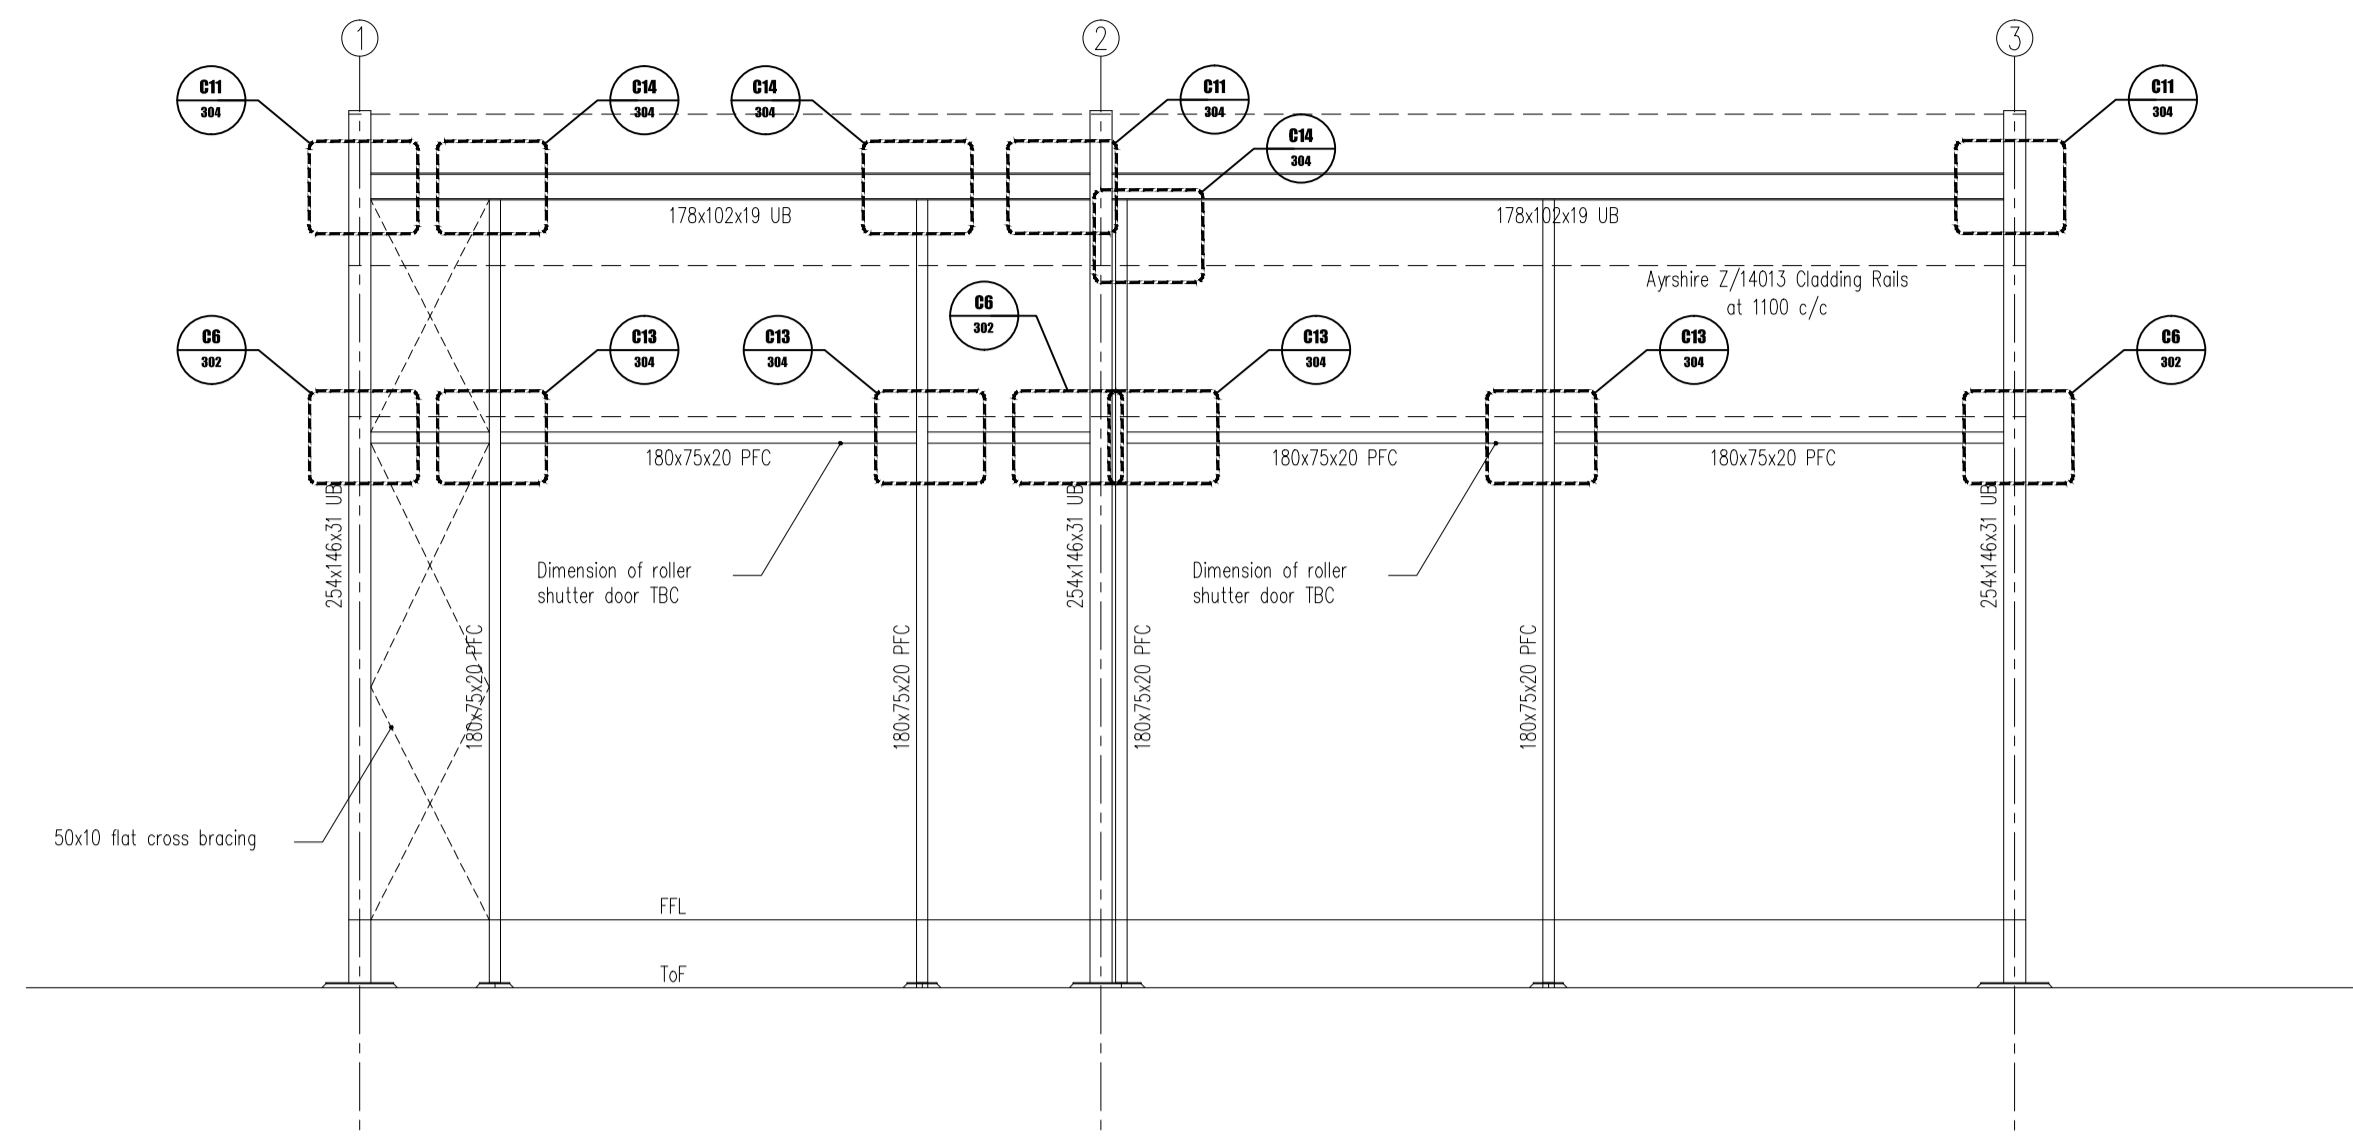 1
2
3
C11
304
C14
304
C14
304
C11
304
C11
304
C14
304
178x102x19 UB
178x102x19 UB
Ayrshire Z/14013 Cladding Rails
at 1100 c/c
C6
302
C6
302
C13
304
C13
304
C13
304
C13
304
C6
302
180x75x20 PFC
180x75x20 PFC
180x75x20 PFC
254x146x31 UB
254x146x31 UB
254x146x31 UB
Dimension of roller
shutter door TBC
Dimension of roller
shutter door TBC
180x75x20 PFC
180x75x20 PFC
180x75x20 PFC
180x75x20 PFC
50x10 flat cross bracing
FFL
ToF